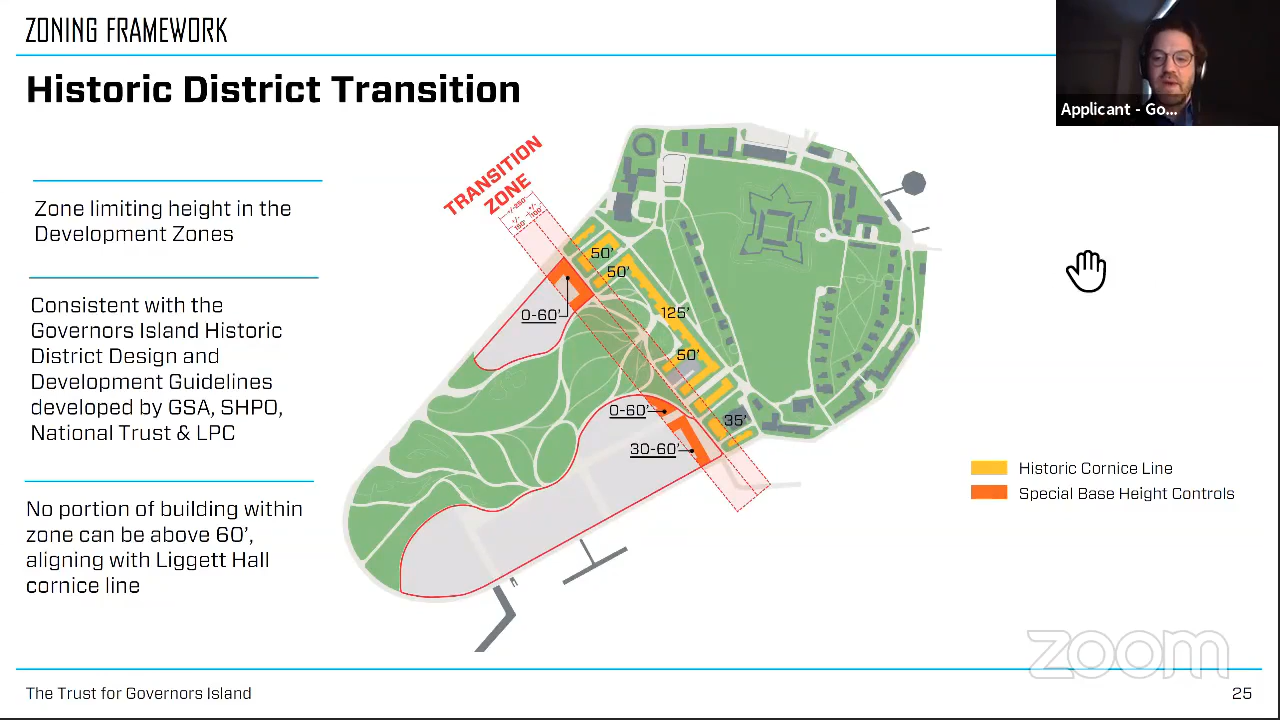 ZONING FRAMEWORK
Historic District Transition
Applicant - Go...
Zone limiting height in the
Development Zones
Consistent with the
Governors Island Historic
District Design and
Development Guidelines
developed by GSA, SHPO,
National Trust & LPC
No portion of building within
zone can be above 60’,
aligning with Liggett Hall
cornice line
TRANSITION
ZONE
50’
50’
0-60’
125’
50’
0-60’
35’
30-60’
Historic Cornice Line
Special Base Height Controls
zoom
The Trust for Governors Island
25